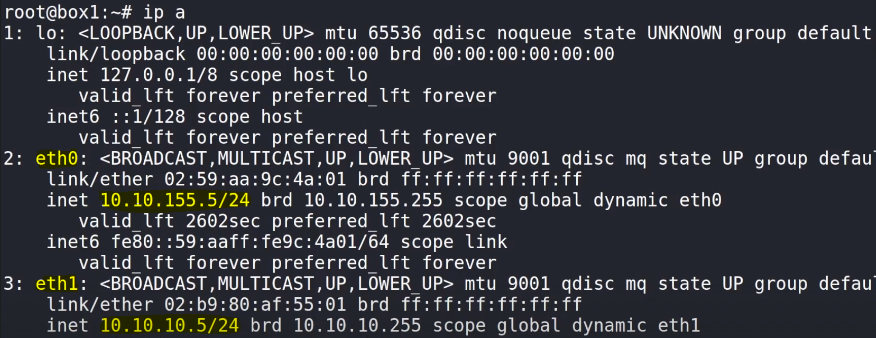 root@box1:~# ip a
1: lo: <LOOPBACK,UP,LOWER_UP> mtu 65536 qdisc noqueue state UNKNOWN group default
link/loopback 00:00:00:00:00:00 brd 00:00:00:00:00:00
inet 127.0.0.1/8 scope host lo
valid_lft forever preferred_lft forever
inet6 ::1/128 scope host
valid_lft forever preferred_lft forever
2: eth0: <BROADCAST,MULTICAST,UP,LOWER_UP> mtu 9001 qdisc mq state UP group defau
link/ether 02:59:aa:9c:4a:01 brd ff:ff:ff:ff:ff:ff
inet 10.10.155.5/24 brd 10.10.155.255 scope global dynamic eth0
valid_lft 2602sec preferred_lft 2602sec
inet6 fe80::59:aaff:fe9c:4a01/64 scope link
valid_lft forever preferred_lft forever
3: eth1: <BROADCAST,MULTICAST,UP,LOWER_UP> mtu 9001 qdisc mq state UP group defau
link/ether 02:b9:80:af:55:01 brd ff:ff:ff:ff:ff:ff
inet 10.10.10.5/24 brd 10.10.10.255 scope global dynamic eth1